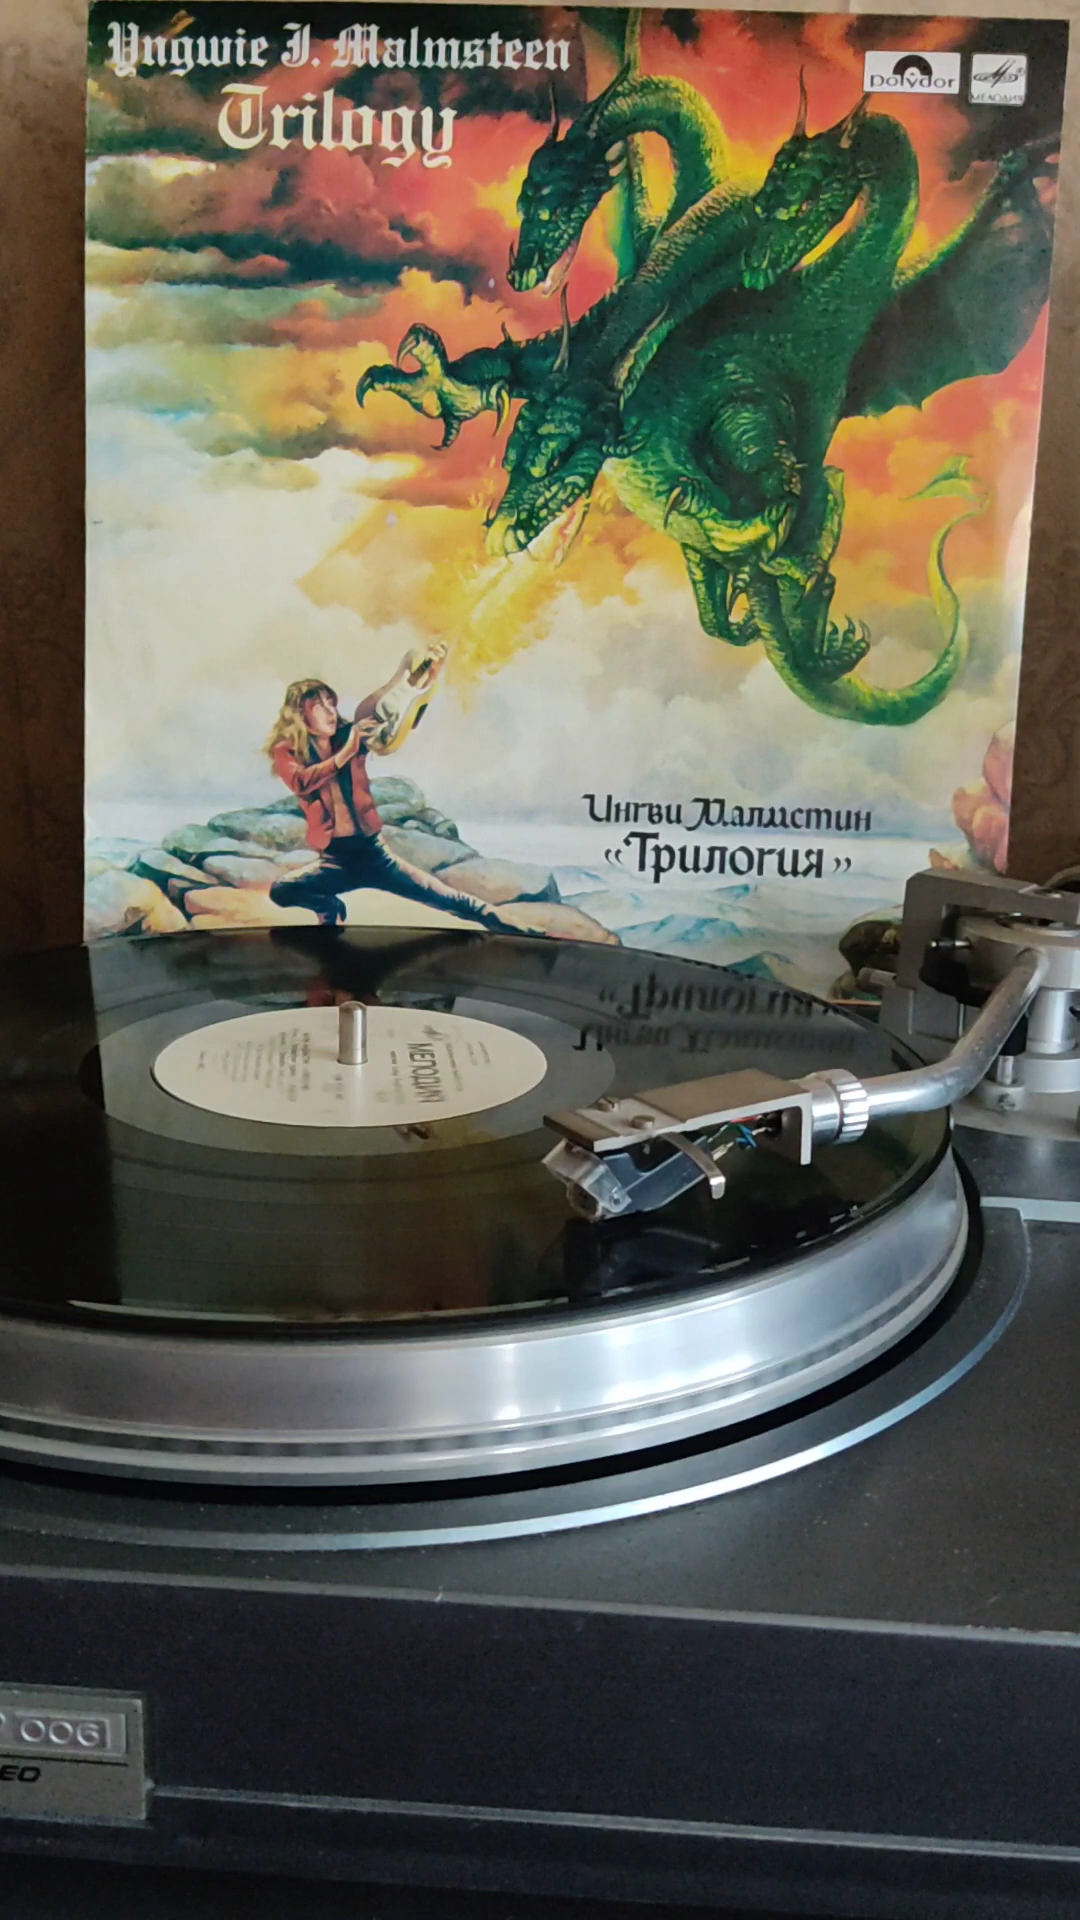 Yngwie J. Malmsteen
Trilogy
polydor
МЕЛОДИЯ
Ингви Малмстин
«Трилогия»
МЕЛОДИЯ
006